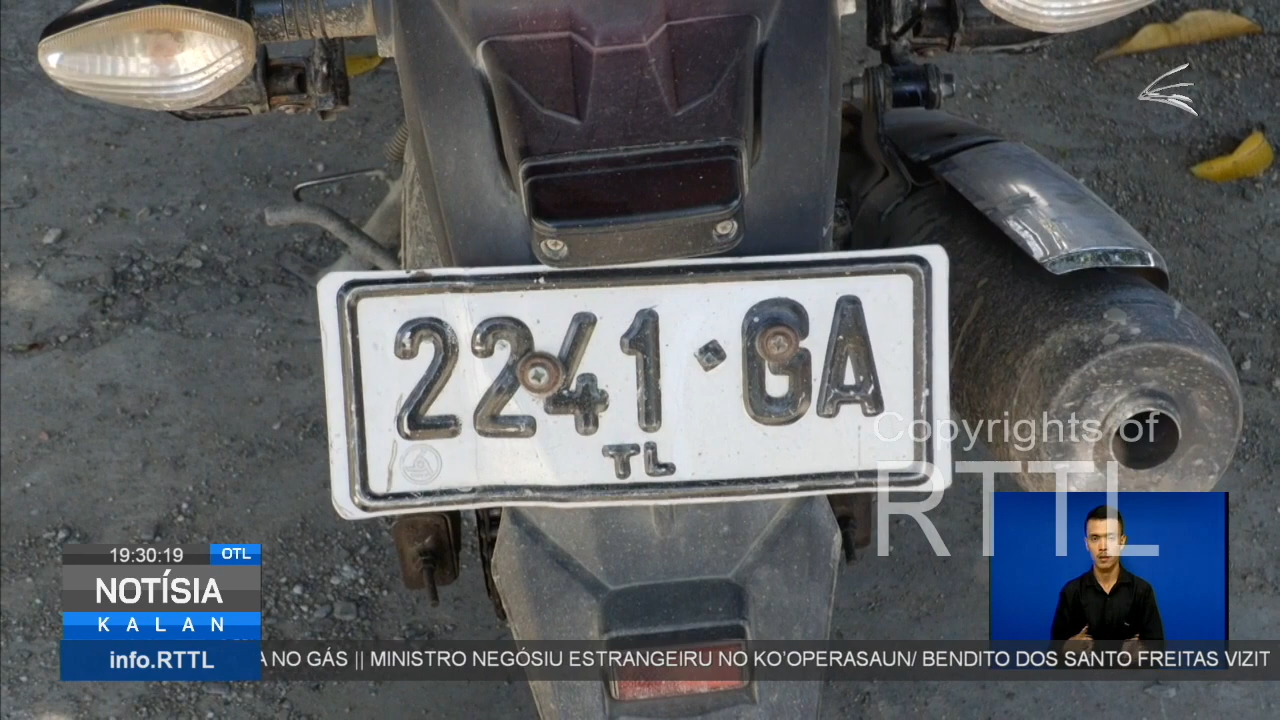 2241·GA
TL
Copyrights of
RTTL
19:30:19 OTL
NOTÍSIA
KALAN
info.RTTL
A NO GÁS || MINISTRO NEGÓSIU ESTRANGEIRU NO KO'OPERASAUN/ BENDITO DOS SANTO FREITAS VIZIT